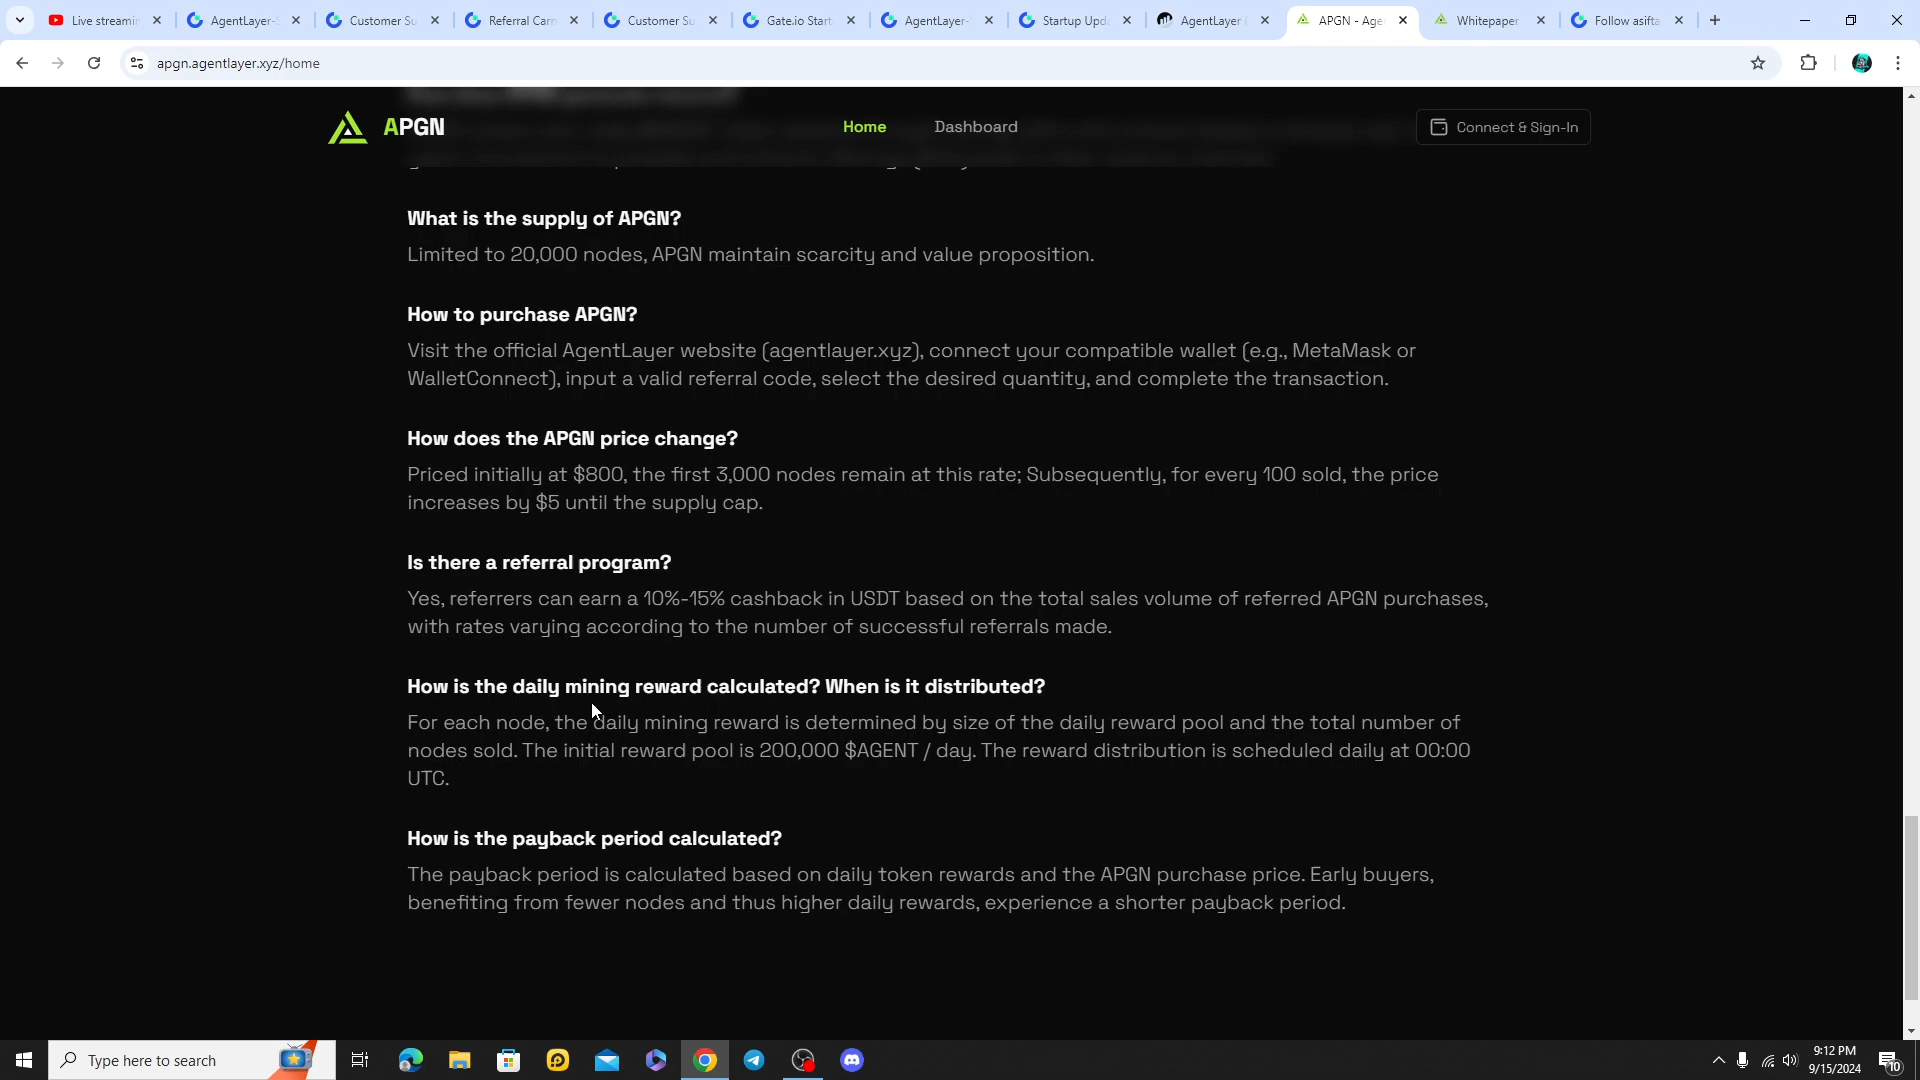 Live streamin
AgentLayer-S
Customer Su
Referral Cam
Customer Su
Gate.io Start
AgentLayer-S
Startup Upda
AgentLayer (
APGN - Age
Whitepaper
Follow asifta
apgn.agentlayer.xyz/home
APGN
Home
Dashboard
Connect & Sign-In
What is the supply of APGN?
Limited to 20,000 nodes, APGN maintain scarcity and value proposition.
How to purchase APGN?
Visit the official AgentLayer website (agentlayer.xyz), connect your compatible wallet (e.g., MetaMask or
WalletConnect), input a valid referral code, select the desired quantity, and complete the transaction.
How does the APGN price change?
Priced initially at $800, the first 3,000 nodes remain at this rate; Subsequently, for every 100 sold, the price
increases by $5 until the supply cap.
Is there a referral program?
Yes, referrers can earn a 10%-15% cashback in USDT based on the total sales volume of referred APGN purchases,
with rates varying according to the number of successful referrals made.
How is the daily mining reward calculated? When is it distributed?
For each node, the daily mining reward is determined by size of the daily reward pool and the total number of
nodes sold. The initial reward pool is 200,000 $AGENT / day. The reward distribution is scheduled daily at 00:00
UTC.
How is the payback period calculated?
The payback period is calculated based on daily token rewards and the APGN purchase price. Early buyers,
benefiting from fewer nodes and thus higher daily rewards, experience a shorter payback period.
Type here to search
9:12 PM
9/15/2024
10